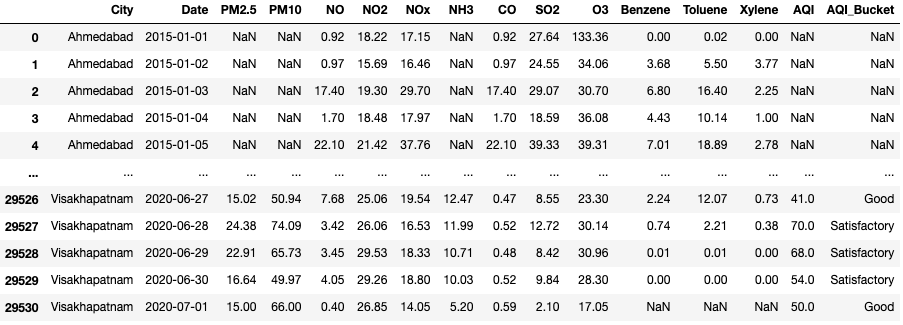 City Date PM2.5 PM10 NO NO2 NOx NH3 CO SO2 O3 Benzene Toluene Xylene AQI AQI_Bucket
0 Ahmedabad 2015-01-01 NaN NaN 0.92 18.22 17.15 NaN 0.92 27.64 133.36 0.00 0.02 0.00 NaN NaN
1 Ahmedabad 2015-01-02 NaN NaN 0.97 15.69 16.46 NaN 0.97 24.55 34.06 3.68 5.50 3.77 NaN NaN
2 Ahmedabad 2015-01-03 NaN NaN 17.40 19.30 29.70 NaN 17.40 29.07 30.70 6.80 16.40 2.25 NaN NaN
3 Ahmedabad 2015-01-04 NaN NaN 1.70 18.48 17.97 NaN 1.70 18.59 36.08 4.43 10.14 1.00 NaN NaN
4 Ahmedabad 2015-01-05 NaN NaN 22.10 21.42 37.76 NaN 22.10 39.33 39.31 7.01 18.89 2.78 NaN NaN
... ... ... ... ... ... ... ... ... ... ... ... ... ... ... ... ...
29526 Visakhapatnam 2020-06-27 15.02 50.94 7.68 25.06 19.54 12.47 0.47 8.55 23.30 2.24 12.07 0.73 41.0 Good
29527 Visakhapatnam 2020-06-28 24.38 74.09 3.42 26.06 16.53 11.99 0.52 12.72 30.14 0.74 2.21 0.38 70.0 Satisfactory
29528 Visakhapatnam 2020-06-29 22.91 65.73 3.45 29.53 18.33 10.71 0.48 8.42 30.96 0.01 0.01 0.00 68.0 Satisfactory
29529 Visakhapatnam 2020-06-30 16.64 49.97 4.05 29.26 18.80 10.03 0.52 9.84 28.30 0.00 0.00 0.00 54.0 Satisfactory
29530 Visakhapatnam 2020-07-01 15.00 66.00 0.40 26.85 14.05 5.20 0.59 2.10 17.05 NaN NaN NaN 50.0 Good